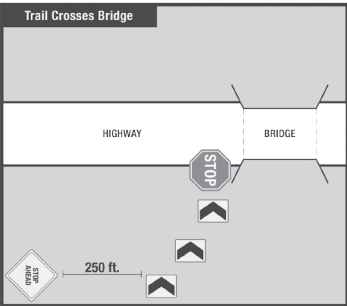 Trail Crosses Bridge
HIGHWAY
BRIDGE
STOP
250 ft.
STOP
AHEAD